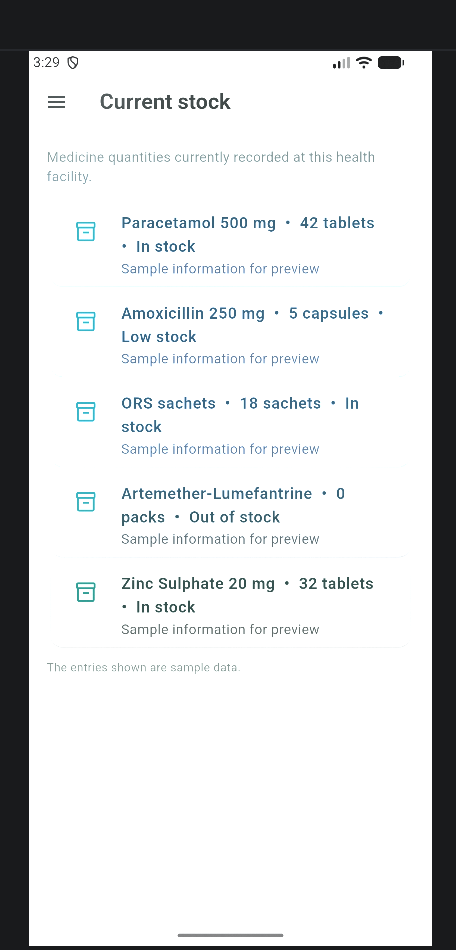 3:29
Current stock
Medicine quantities currently recorded at this health
facility.
Paracetamol 500 mg • 42 tablets
• In stock
Sample information for preview
Amoxicillin 250 mg • 5 capsules •
Low stock
Sample information for preview
ORS sachets • 18 sachets • In
stock
Sample information for preview
Artemether-Lumefantrine • 0
packs • Out of stock
Sample information for preview
Zinc Sulphate 20 mg • 32 tablets
• In stock
Sample information for preview
The entries shown are sample data.